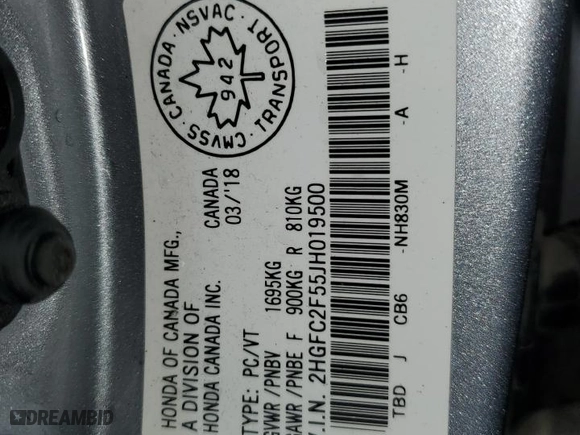 HONDA OF CANADA MFG.,
A DIVISION OF
HONDA CANADA INC.
CANADA
03/'18
TYPE: PC/VT
GVWR/PNBV 1695KG
GAWR/PNBE F 900KG R 810KG
V.I.N. 2HGFC2F55JH019500
TBD J CB6 -NH830M -A -H
CANADA · NSVAC · TRANSPORT · CMVSS ·
942
DREAMBID